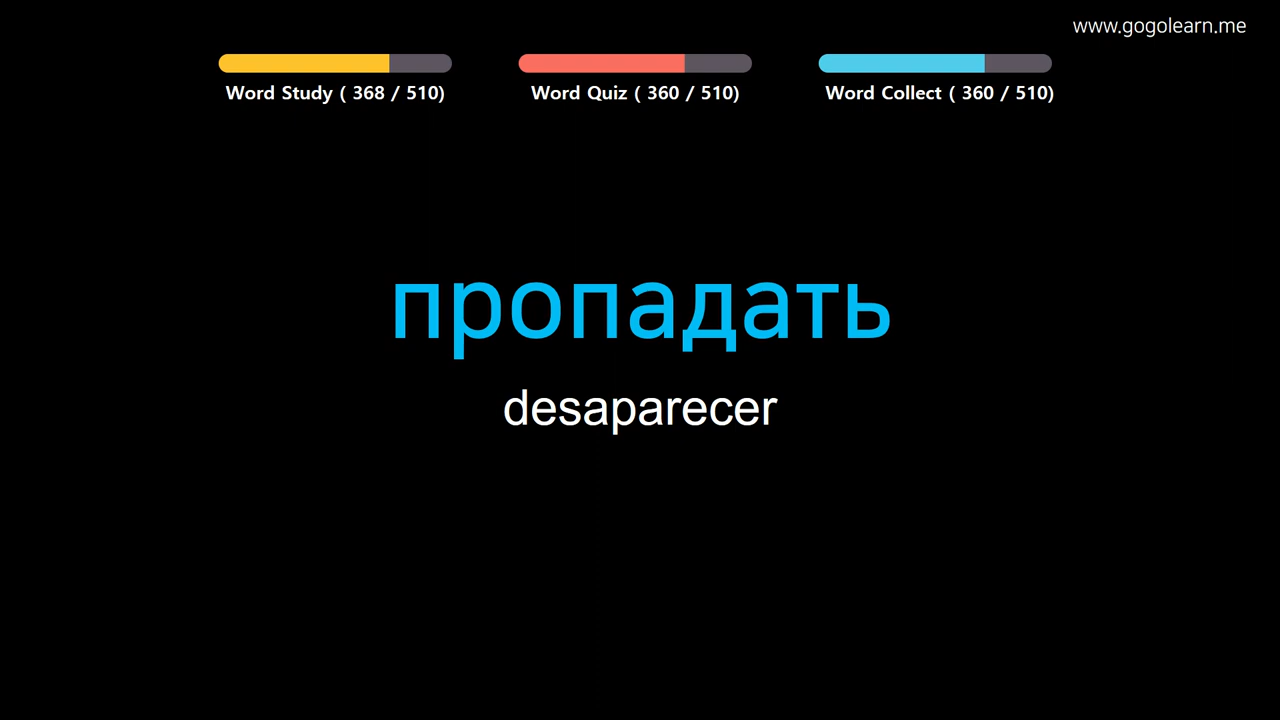 www.gogolearn.me
Word Study ( 368 / 510)
Word Quiz ( 360 / 510)
Word Collect ( 360 / 510)
пропадать
desaparecer